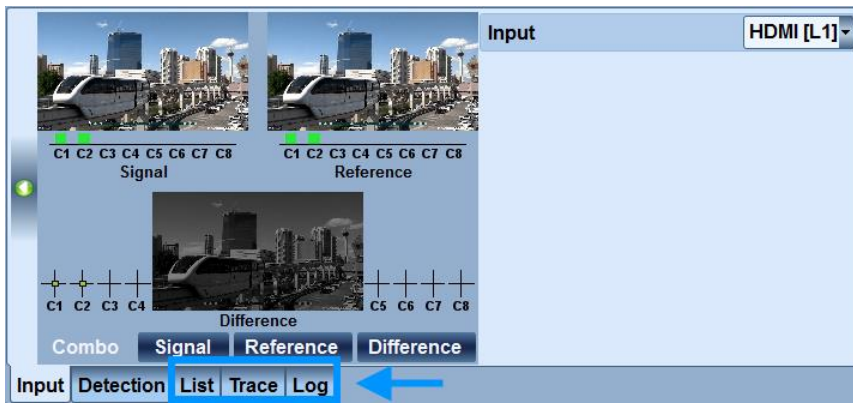 Input HDMI [L1]
C1 C2 C3 C4 C5 C6 C7 C8
Signal
C1 C2 C3 C4 C5 C6 C7 C8
Reference
C1 C2 C3 C4
C5 C6 C7 C8
Difference
Combo Signal Reference Difference
Input Detection List Trace Log